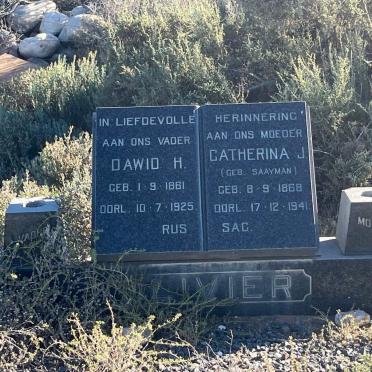 IN LIEFDEVOLLE HERINNERING
AAN ONS VADER
DAWID H.
GEB. 1-9-1861
OORL. 10-7-1925
RUS
AAN ONS MOEDER
CATHERINA J.
(GEB. SAAYMAN)
GEB. 8-9-1868
OORL. 17-12-1941
SAG.